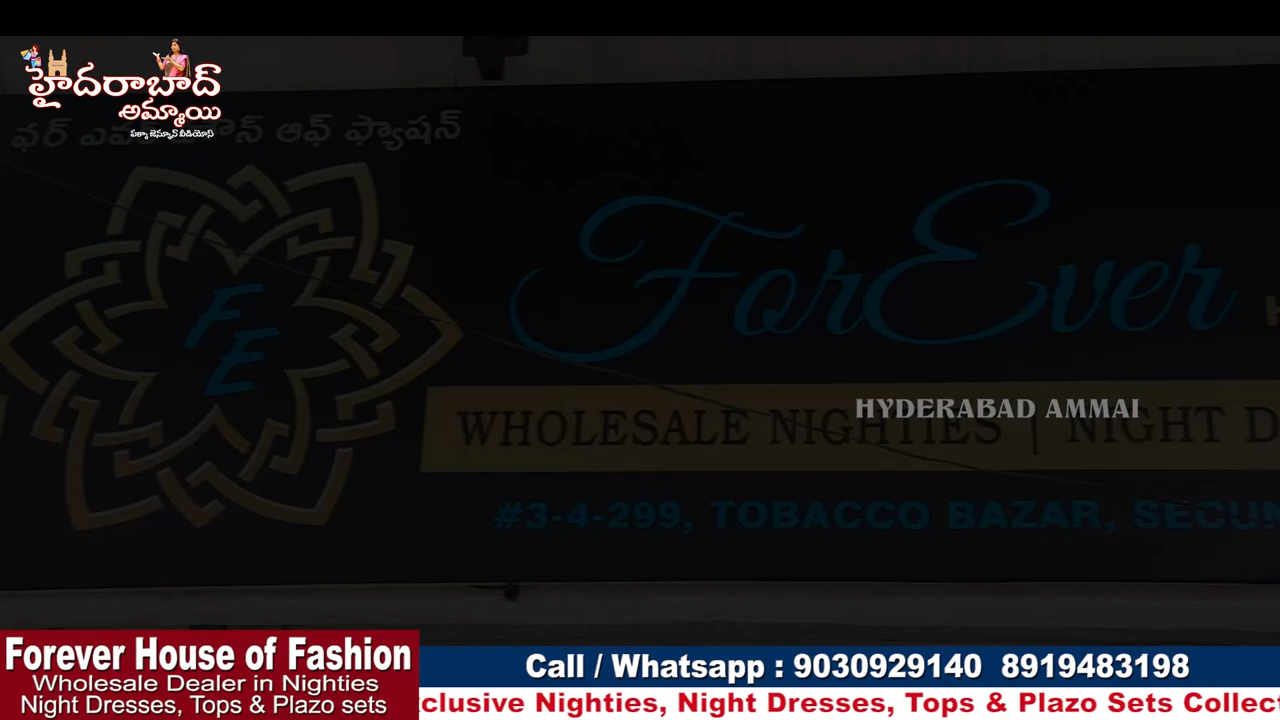 హైదరాబాద్
అమ్మాయి
పక్కా జెన్యూన్ వీడియోస్
ఫర్ ఎవర్ హౌస్ ఆఫ్ ఫ్యాషన్
F
E
ForEver
HYDERABAD AMMAI
WHOLESALE NIGHTIES | NIGHT D
#3-4-299, TOBACCO BAZAR, SECUN
Forever House of Fashion
Wholesale Dealer in Nighties
Night Dresses, Tops & Plazo sets
Call / Whatsapp : 9030929140 8919483198
clusive Nighties, Night Dresses, Tops & Plazo Sets Collect